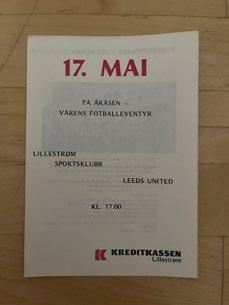 17. MAI
PÅ ÅRÅSEN –
VÅRENS FOTBALLEVENTYR
LILLESTRØM
SPORTSKLUBB
LEEDS UNITED
KL. 17.00
KREDITKASSEN
Lillestrøm